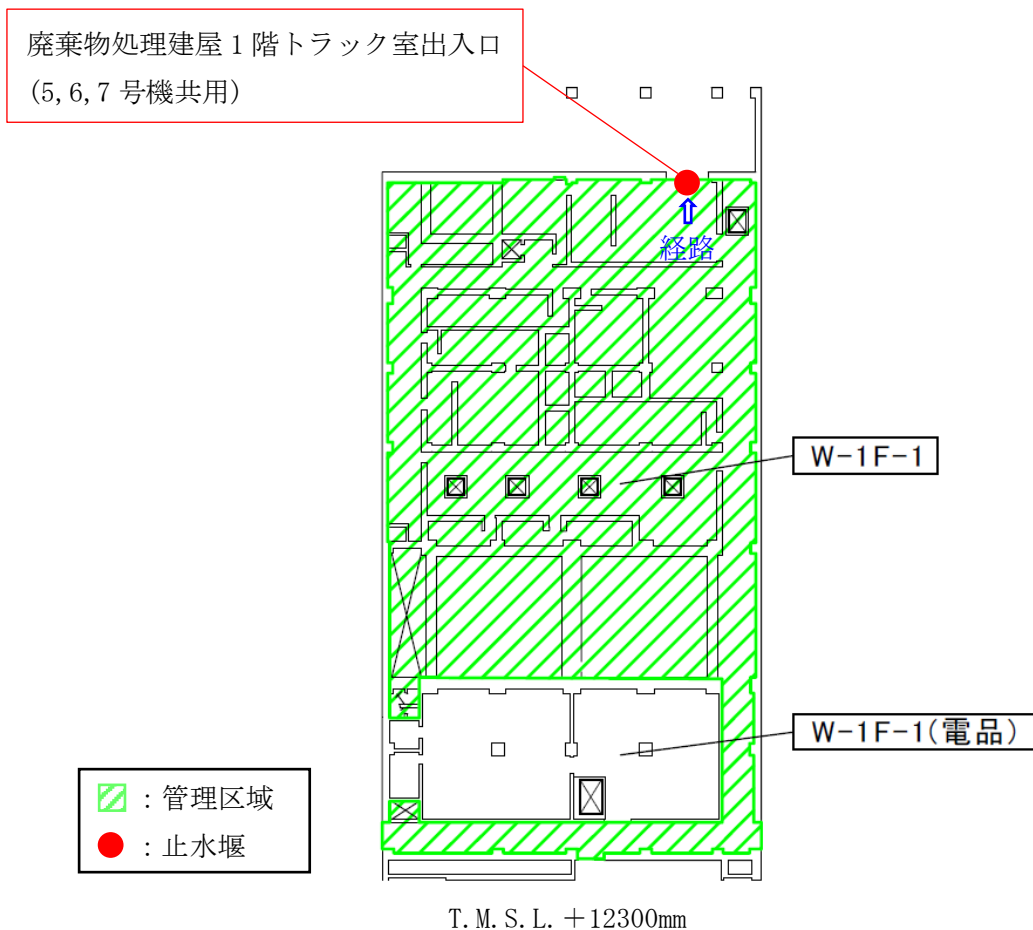 廃棄物処理建屋 1 階トラック室出入口
(5, 6, 7 号機共用)
経路
W-1F-1
W-1F-1(電品)
：管理区域
：止水堰
T. M. S. L. ＋12300mm